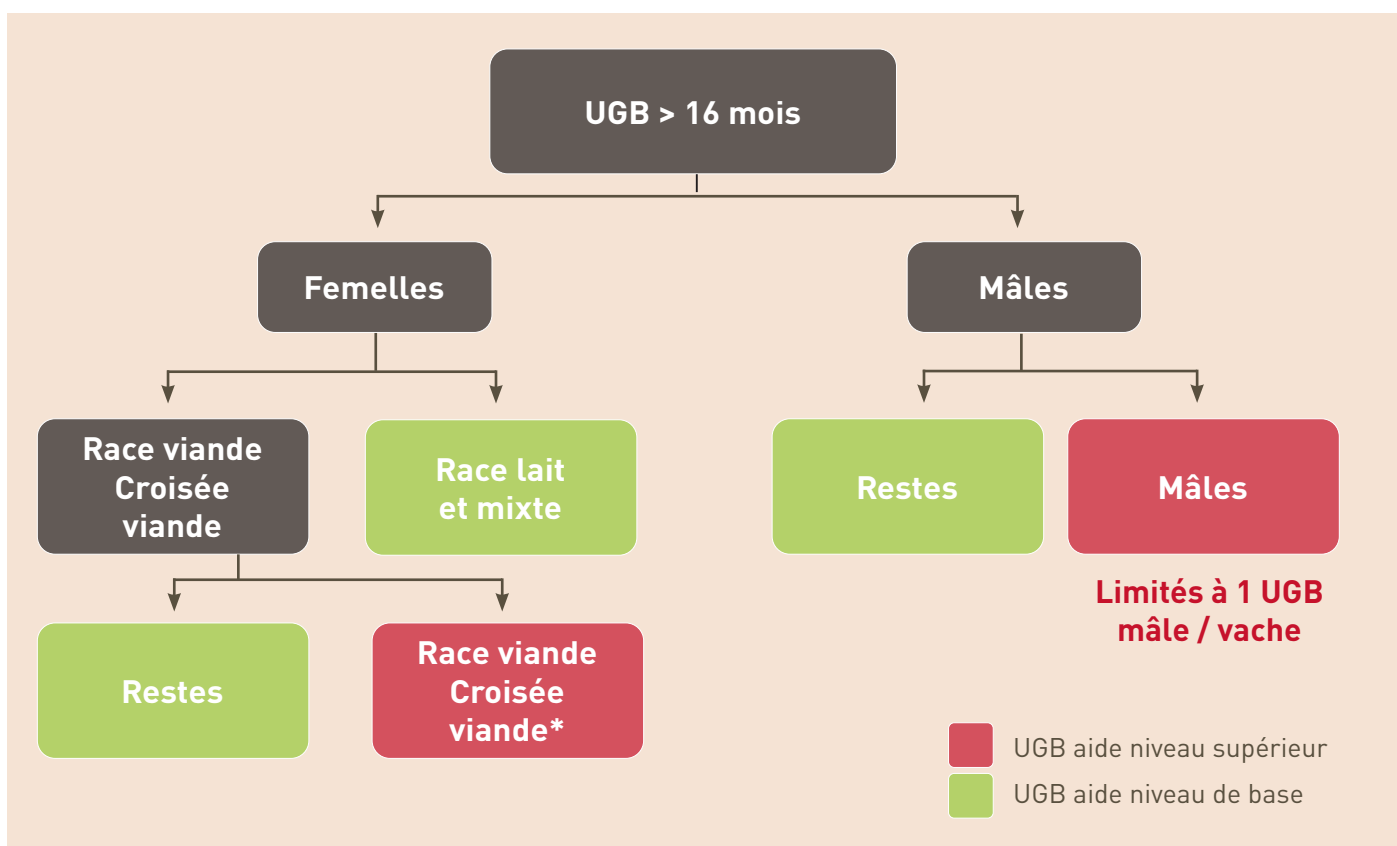 UGB > 16 mois
Femelles
Mâles
Race viande
Croisée
viande
Race lait
et mixte
Restes
Mâles
Limités à 1 UGB
mâle / vache
Restes
Race viande
Croisée
viande*
UGB aide niveau supérieur
UGB aide niveau de base